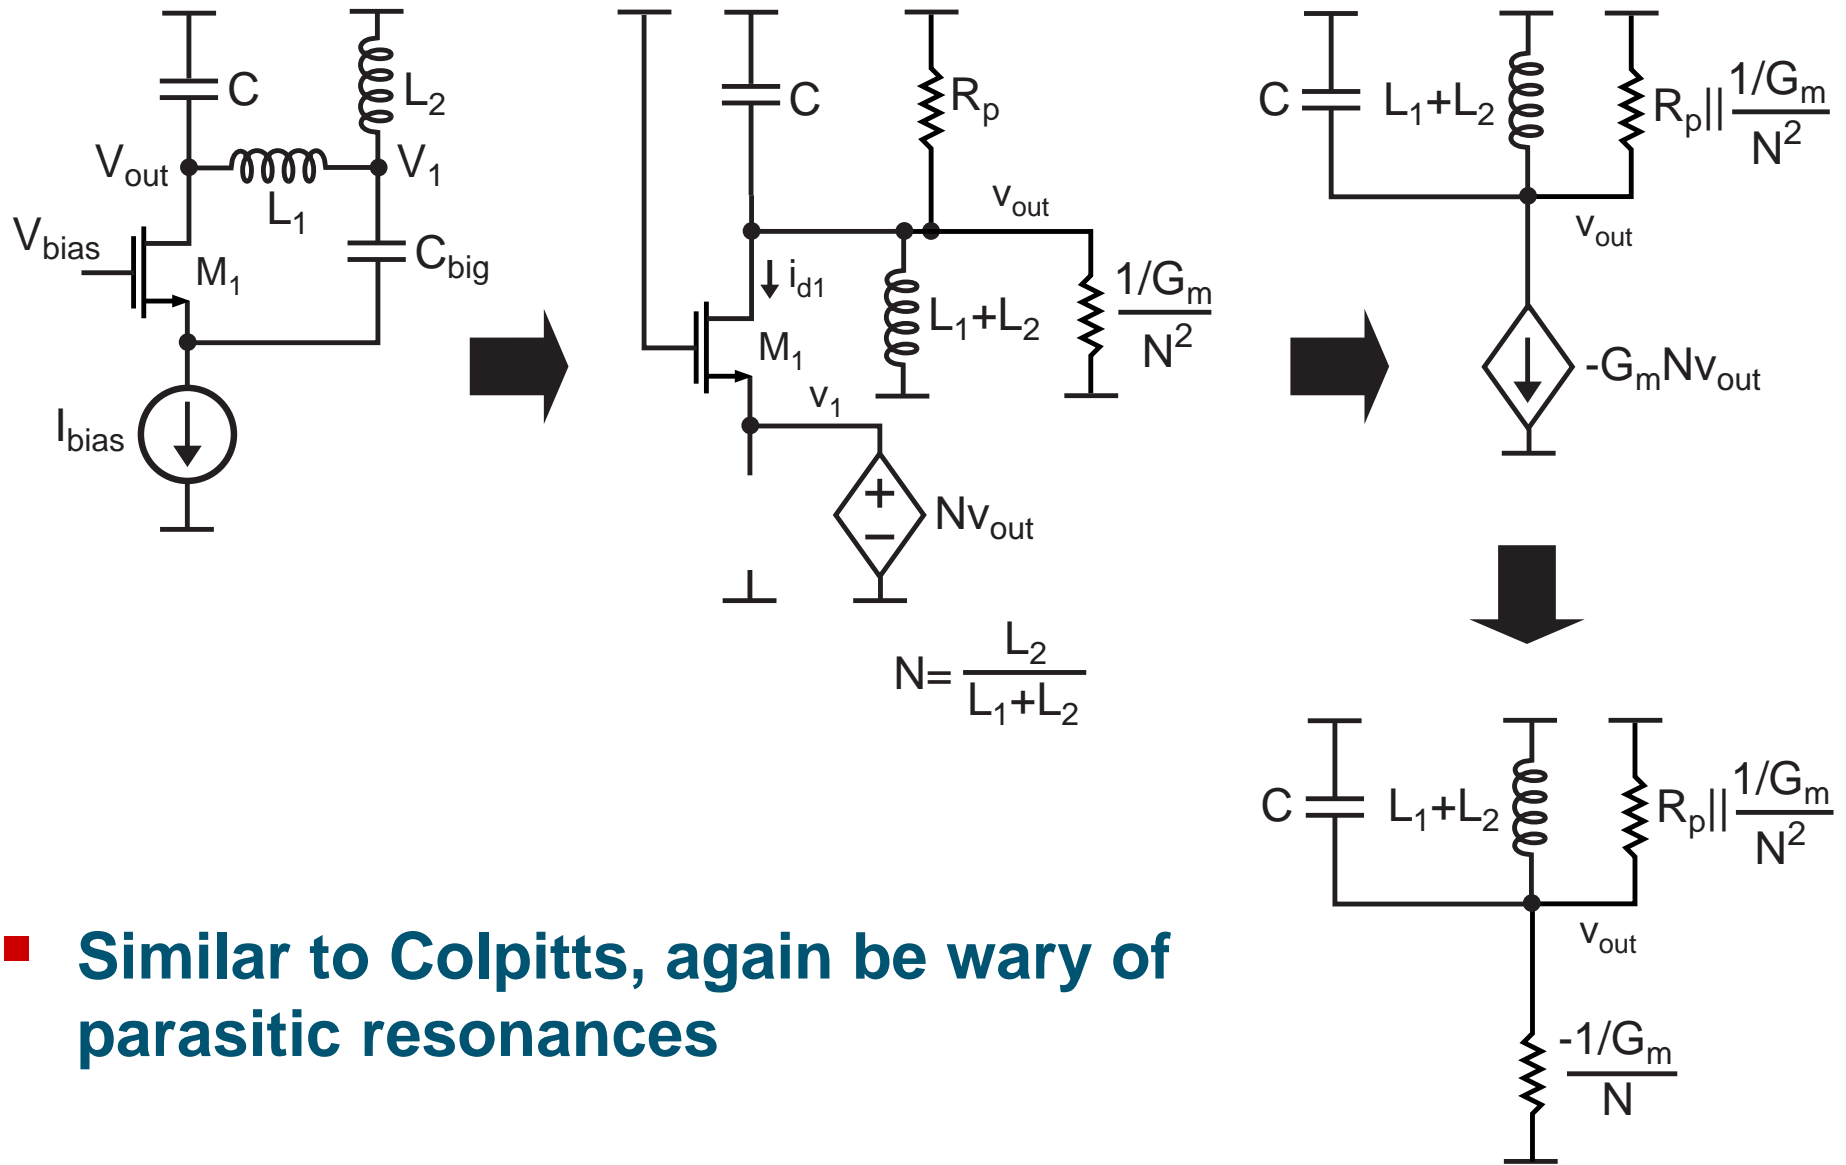 C
L2
Vout
V1
L1
Vbias
M1
Cbig
Ibias
C
Rp
vout
id1
M1
L1+L2
1/Gm
N2
v1
Nvout
N= L2
L1+L2
C
L1+L2
Rp|| 1/Gm
N2
vout
-GmNvout
C
L1+L2
Rp|| 1/Gm
N2
vout
-1/Gm
N
Similar to Colpitts, again be wary of
parasitic resonances